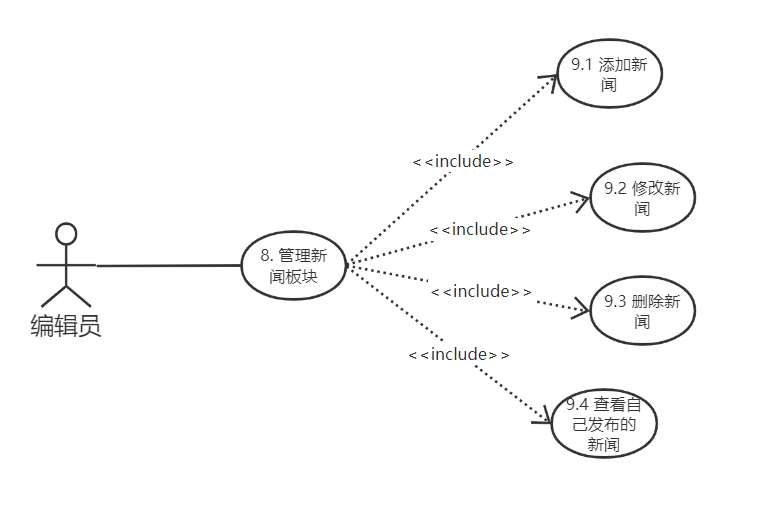 9.1 添加新
闻
<<include>>
9.2 修改新
闻
<<include>>
8. 管理新
闻板块
<<include>>
9.3 删除新
闻
编辑员
<<include>>
9.4 查看自
己发布的
新闻